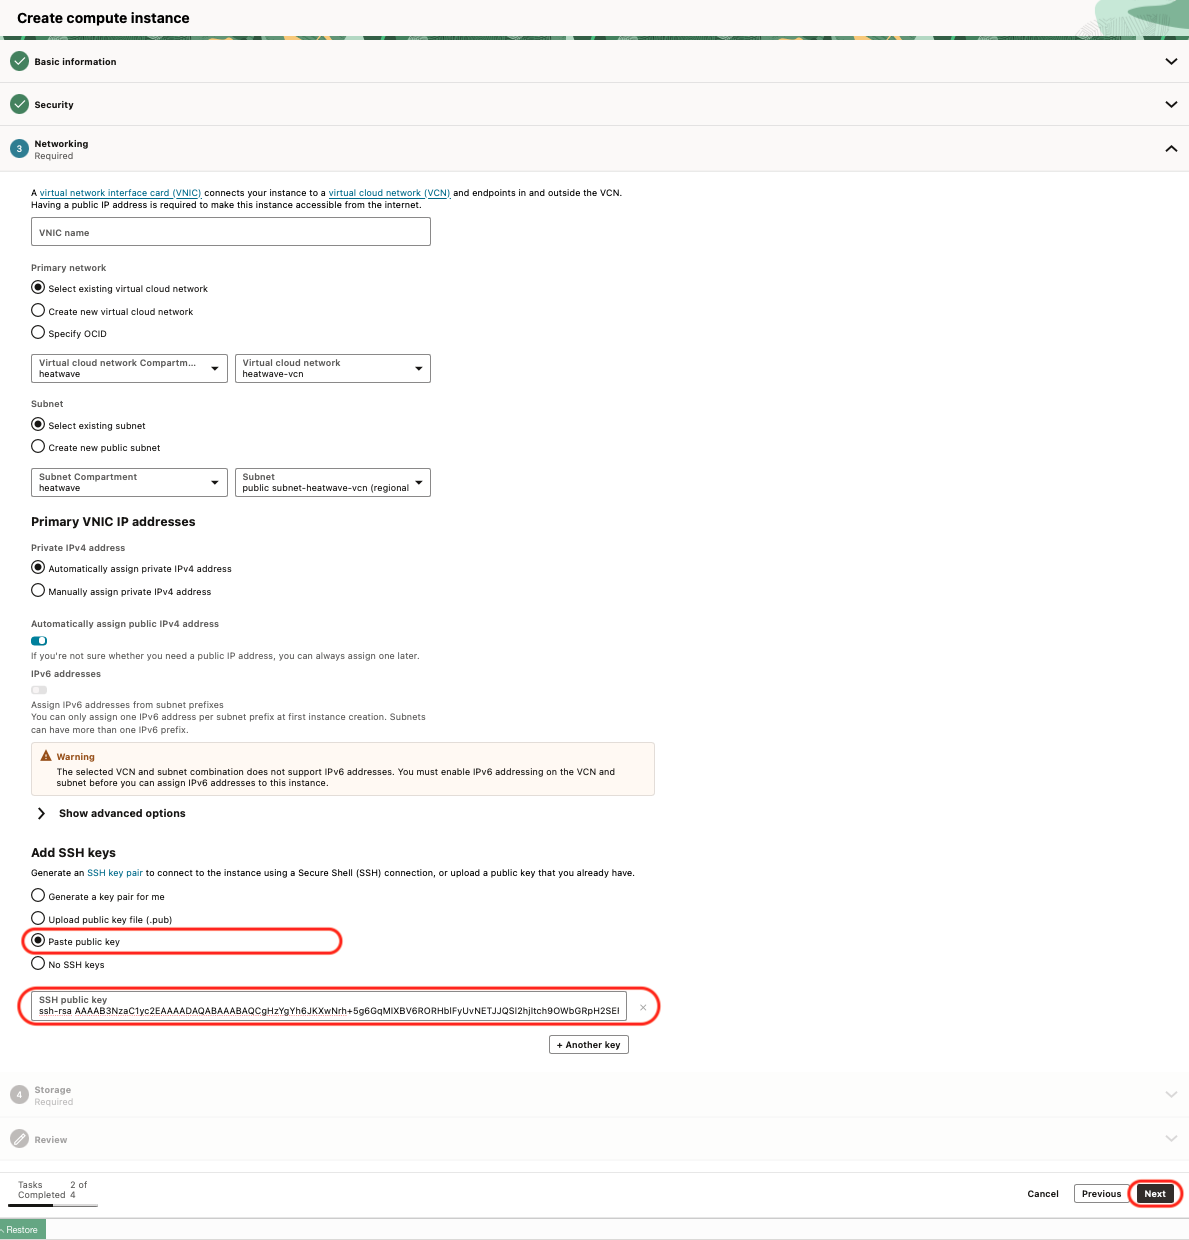 Create compute instance
Basic information
Security
3
Networking
Required
A virtual network interface card (VNIC) connects your instance to a virtual cloud network (VCN) and endpoints in and outside the VCN.
Having a public IP address is required to make this instance accessible from the internet.
VNIC name
Primary network
Select existing virtual cloud network
Create new virtual cloud network
Specify OCID
Virtual cloud network Compartm... Virtual cloud network
heatwave heatwave-vcn
Subnet
Select existing subnet
Create new public subnet
Subnet Compartment Subnet
heatwave public subnet-heatwave-vcn (regional
Primary VNIC IP addresses
Private IPv4 address
Automatically assign private IPv4 address
Manually assign private IPv4 address
Automatically assign public IPv4 address
If you're not sure whether you need a public IP address, you can always assign one later.
IPv6 addresses
Assign IPv6 addresses from subnet prefixes
You can only assign one IPv6 address per subnet prefix at first instance creation. Subnets
can have more than one IPv6 prefix.
Warning
The selected VCN and subnet combination does not support IPv6 addresses. You must enable IPv6 addressing on the VCN and
subnet before you can assign IPv6 addresses to this instance.
Show advanced options
Add SSH keys
Generate an SSH key pair to connect to the instance using a Secure Shell (SSH) connection, or upload a public key that you already have.
Generate a key pair for me
Upload public key file (.pub)
Paste public key
No SSH keys
SSH public key
ssh-rsa
+ Another key
4
Storage
Required
Review
Tasks 2 of
Completed 4
Cancel Previous Next
Restore